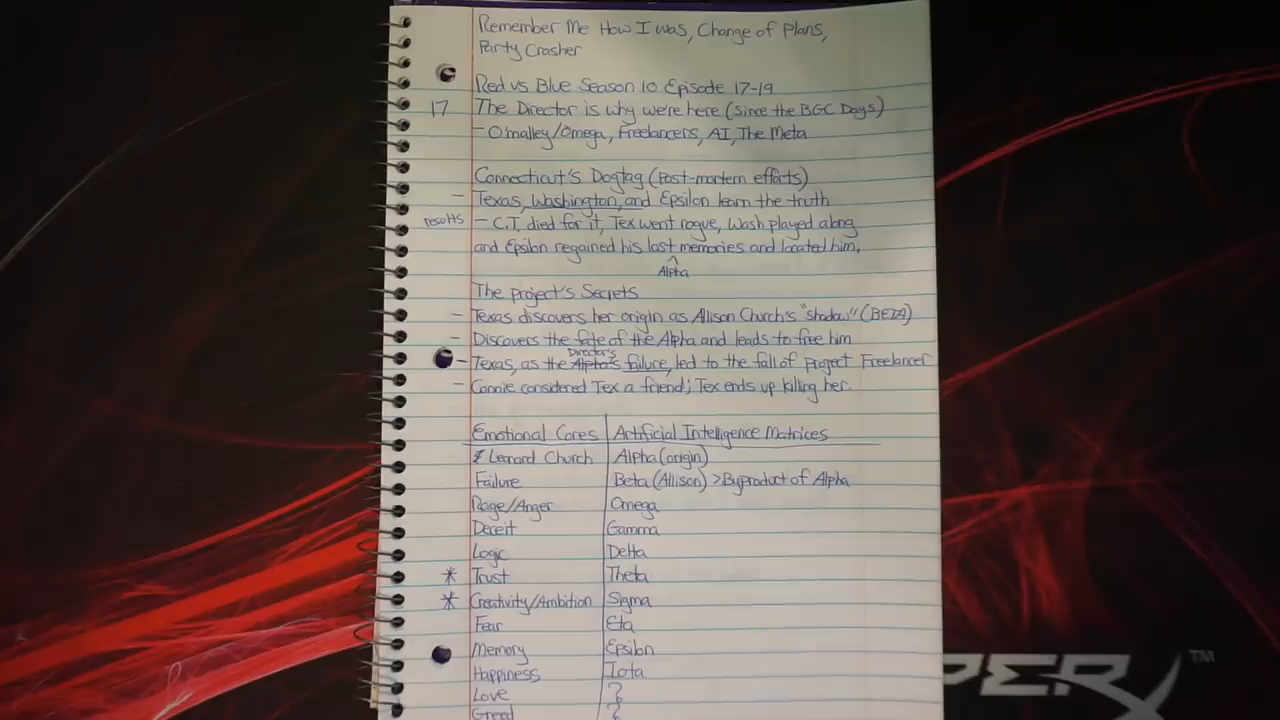 Remember Me How I Was, Change of Plans,
Party Crasher
Red vs Blue Season 10 Episode 17-19
17 The Director is why we're here (since the BGC Days)
- O'malley/Omega, Freelancers, AI, The Meta
Connecticut's Dogtag (Post-mortem efforts)
- Texas, Washington, and Epsilon learn the truth
results - C.T. died for it, Tex went rogue, Wash played along
and Epsilon regained his lost memories and located him.
^
Alpha
The project's Secrets
- Texas discovers her origin as Allison Church's "shadow" (BETA)
- Discovers the fate of the Alpha and leads to free him
Director's
- Texas, as the Alpha's failure, led to the fall of Project Freelancer
- Connie considered Tex a friend; Tex ends up killing her.
Emotional Cores | Artificial Intelligence Matrices
Leonard Church | Alpha (origin)
Failure | Beta (Allison) > Byproduct of Alpha
Rage/Anger | Omega
Deceit | Gamma
Logic | Delta
* Trust | Theta
* Creativity/Ambition | Sigma
Fear | Eta
Memory | Epsilon
Happiness | Iota
Love | ?
Greed | ?
PERX TM